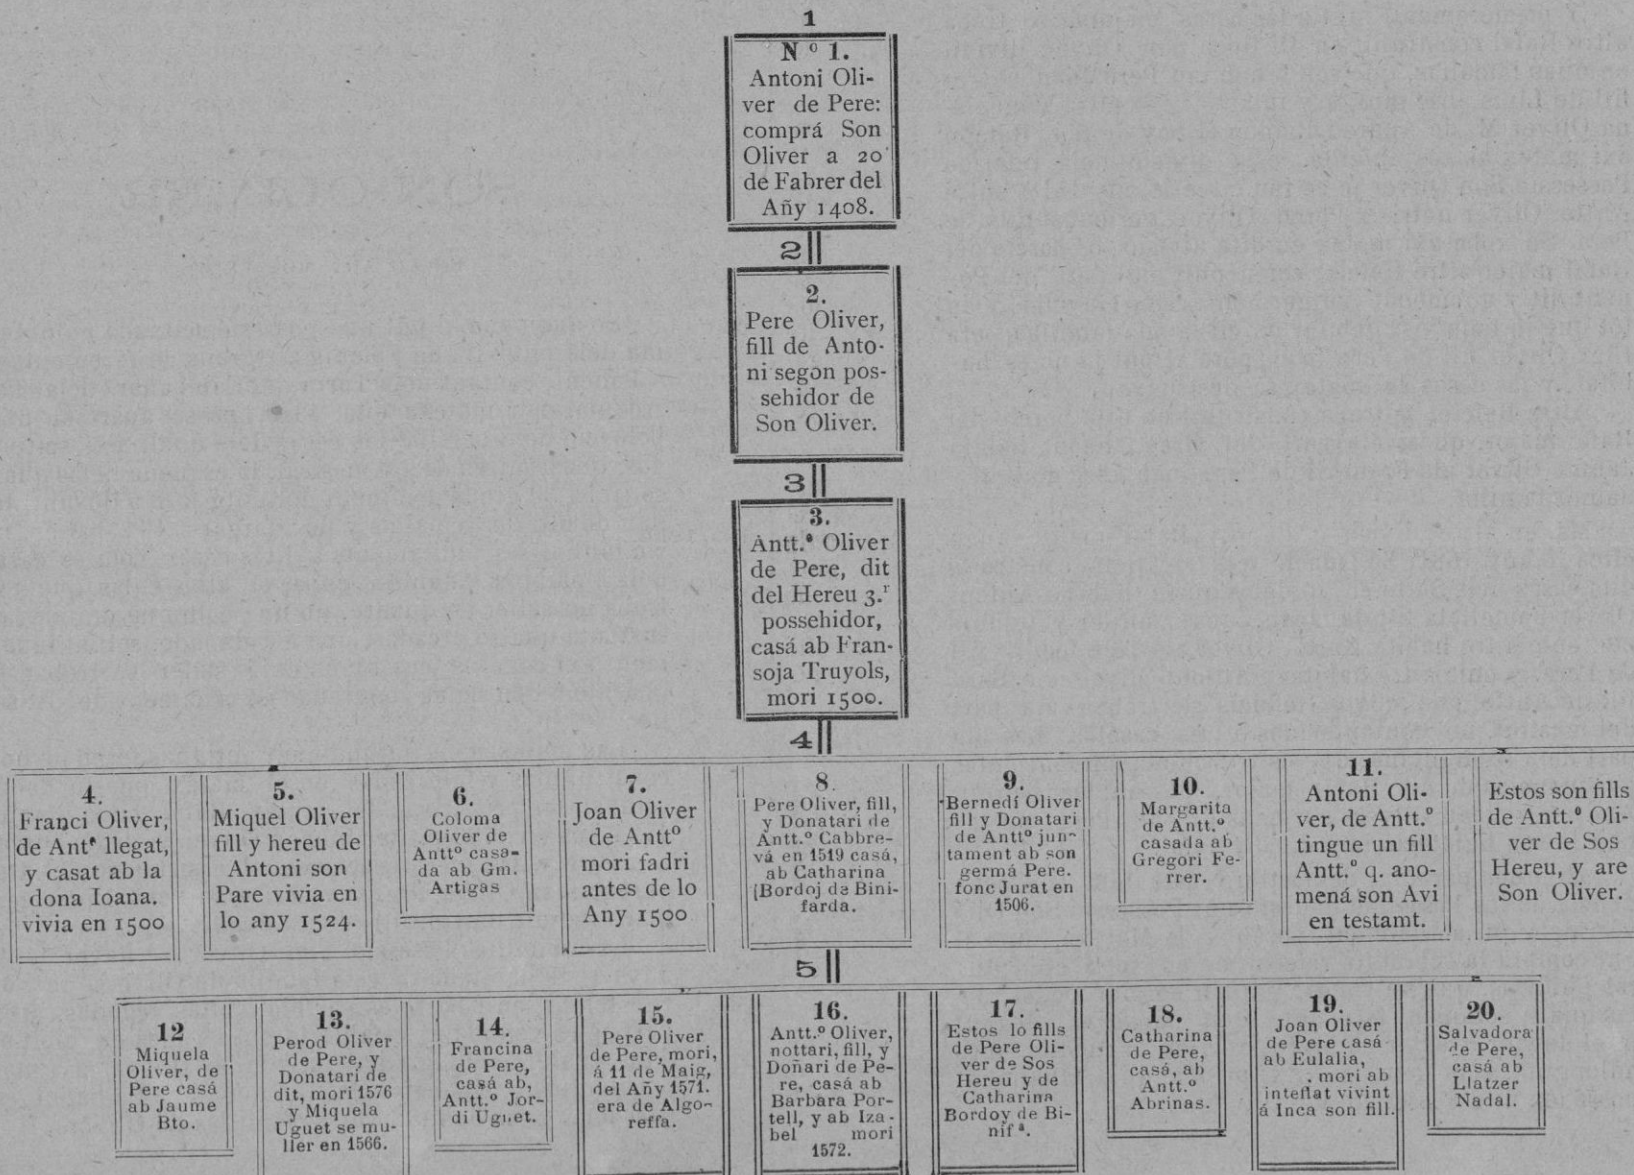 1
Nº 1.
Antoni Oli-
ver de Pere:
comprá Son
Oliver a 20
de Fabrer del
Añy 1408.
2
2.
Pere Oliver,
fill de Anto-
ni segon pos-
sehidor de
Son Oliver.
3
3.
Antt.º Oliver
de Pere, dit
del Hereu 3.r
possehidor,
casá ab Fran-
soja Truyols,
mori 1500.
4
4.
Franci Oliver,
de Antª llegat,
y casat ab la
dona Ioana.
vivia en 1500
5.
Miquel Oliver
fill y hereu de
Antoni son
Pare vivia en
lo any 1524.
6.
Coloma
Oliver de
Anttº casa-
da ab Gm.
Artigas
7.
Joan Oliver
de Anttº
mori fadri
antes de lo
Any 1500
8.
Pere Oliver, fill,
y Donatari de
Antt.º Cabbre-
vá en 1519 casá,
ab Catharina
Bordoj de Bini-
farda.
9.
Bernedí Oliver
fill y Donatari
de Anttº jun-
tament ab son
germá Pere.
fonc Jurat en
1506.
10.
Margarita
de Antt.º
casada ab
Gregori Fe-
rrer.
11.
Antoni Oli-
ver, de Antt.º
tingue un fill
Antt.º q. ano-
mená son Avi
en testamt.
Estos son fills
de Antt.º Oli-
ver de Sos
Hereu, y are
Son Oliver.
5
12
Miquela
Oliver, de
Pere casá
ab Jaume
Bto.
13.
Perod Oliver
de Pere, y
Donatari de
dit, mori 1576
y Miquela
Uguet se mu-
ller en 1566.
14.
Francina
de Pere,
casá ab,
Antt.º Jor-
di Uguet.
15.
Pere Oliver
de Pere, mori,
á 11 de Maig,
del Añy 1571.
era de Algo-
reffa.
16.
Antt.º Oliver,
nottari, fill, y
Doñari de Pe-
re, casá ab
Barbara Por-
tell, y ab Iza-
bel mori
1572.
17.
Estos lo fills
de Pere Oli-
ver de Sos
Hereu y de
Catharina
Bordoy de Bi-
nifª.
18.
Catharina
de Pere,
casá, ab
Antt.º
Abrinas.
19.
Joan Oliver
de Pere casá
ab Eulalia,
. mori ab
inteflat vivint
á Inca son fill.
20.
Salvadora
de Pere,
casá ab
Llatzer
Nadal.